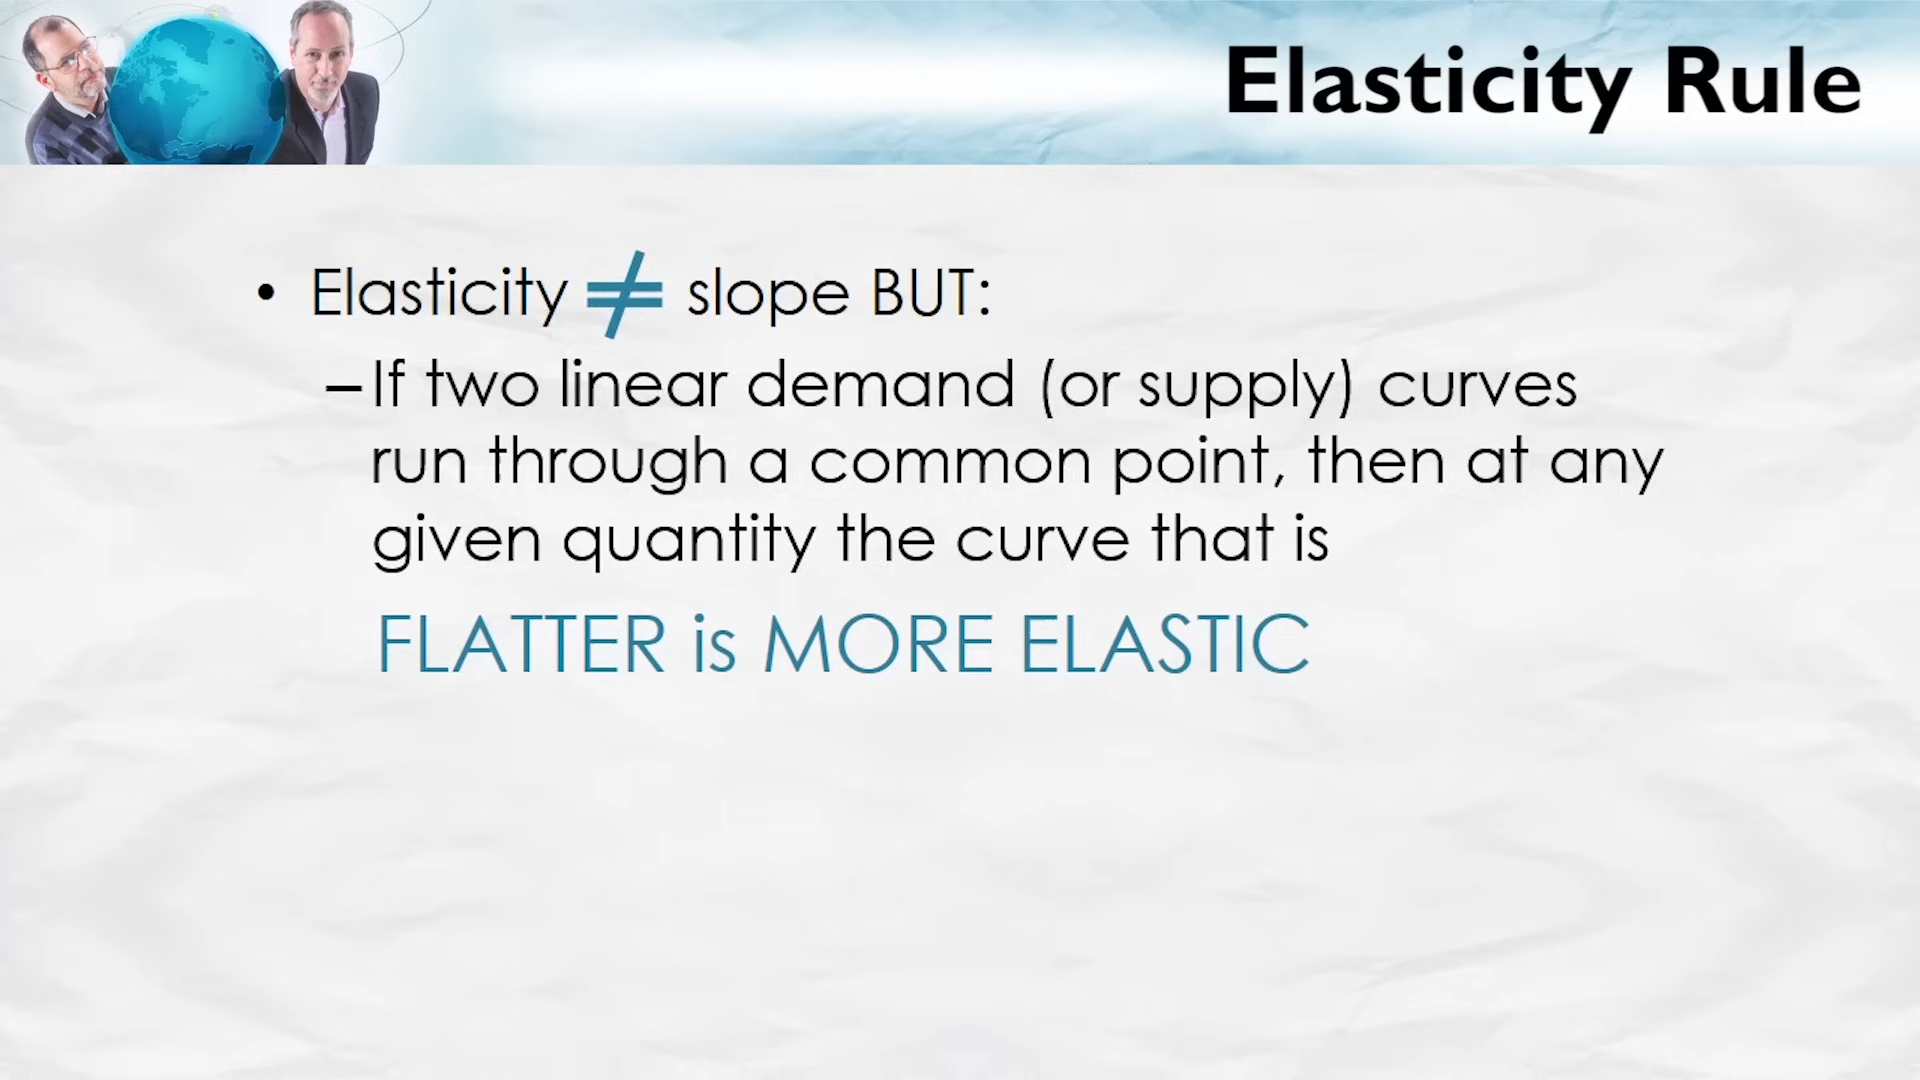 Elasticity Rule
• Elasticity ≠ slope BUT:
–If two linear demand (or supply) curves
run through a common point, then at any
given quantity the curve that is
FLATTER is MORE ELASTIC